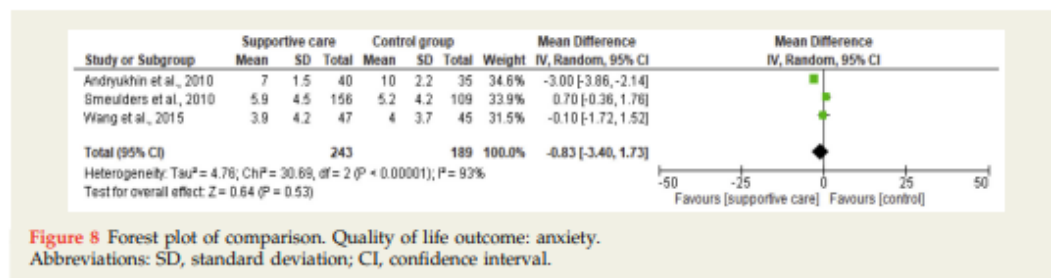 Supportive care Control group Mean Difference Mean Difference
Study or Subgroup Mean SD Total Mean SD Total Weight IV, Random, 95% CI IV, Random, 95% CI
Andryukhin et al., 2010 7 1.5 40 10 2.2 35 34.6% -3.00 [-3.86, -2.14]
Smeulders et al., 2010 5.9 4.5 156 5.2 4.2 109 33.9% 0.70 [-0.36, 1.76]
Wang et al., 2015 3.9 4.2 47 4 3.7 45 31.5% -0.10 [-1.72, 1.52]
Total (95% CI) 243 189 100.0% -0.83 [-3.40, 1.73]
Heterogeneity: Tau² = 4.76; Chi² = 30.69, df = 2 (P < 0.00001); I² = 93%
Test for overall effect: Z = 0.64 (P = 0.53)
-50 -25 0 25 50
Favours [supportive care] Favours [control]
Figure 8 Forest plot of comparison. Quality of life outcome: anxiety.
Abbreviations: SD, standard deviation; CI, confidence interval.